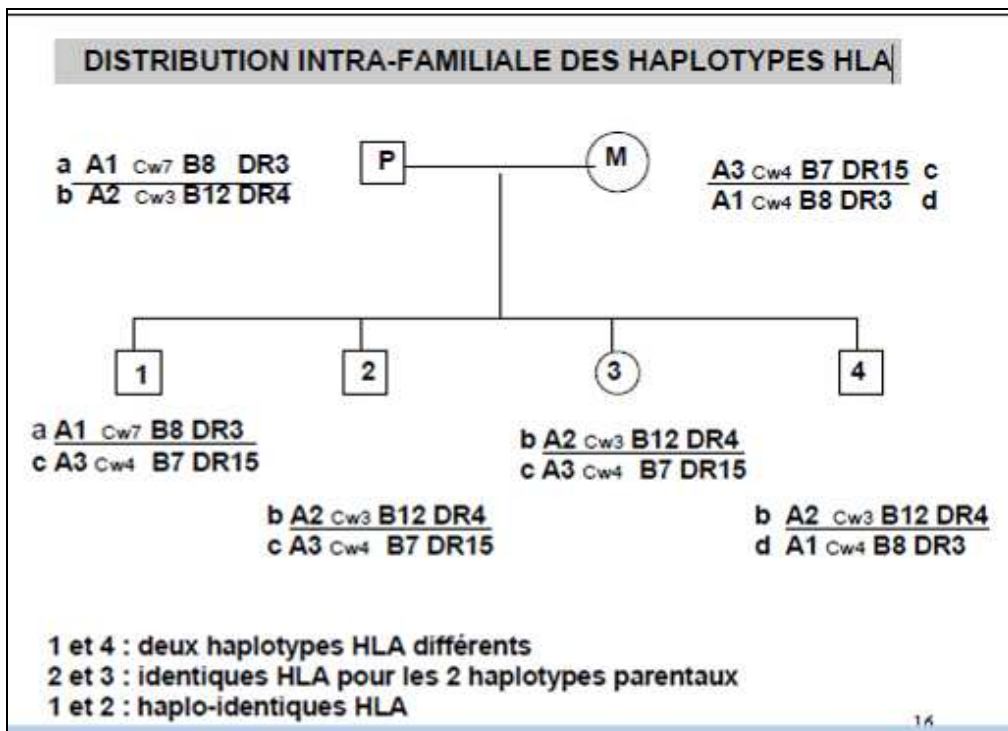 DISTRIBUTION INTRA-FAMILIALE DES HAPLOTYPES HLA
a A1 Cw7 B8 DR3
b A2 Cw3 B12 DR4
P
M
A3 Cw4 B7 DR15 c
A1 Cw4 B8 DR3 d
1
2
3
4
a A1 Cw7 B8 DR3
c A3 Cw4 B7 DR15
b A2 Cw3 B12 DR4
c A3 Cw4 B7 DR15
b A2 Cw3 B12 DR4
c A3 Cw4 B7 DR15
b A2 Cw3 B12 DR4
d A1 Cw4 B8 DR3
1 et 4 : deux haplotypes HLA différents
2 et 3 : identiques HLA pour les 2 haplotypes parentaux
1 et 2 : haplo-identiques HLA
16